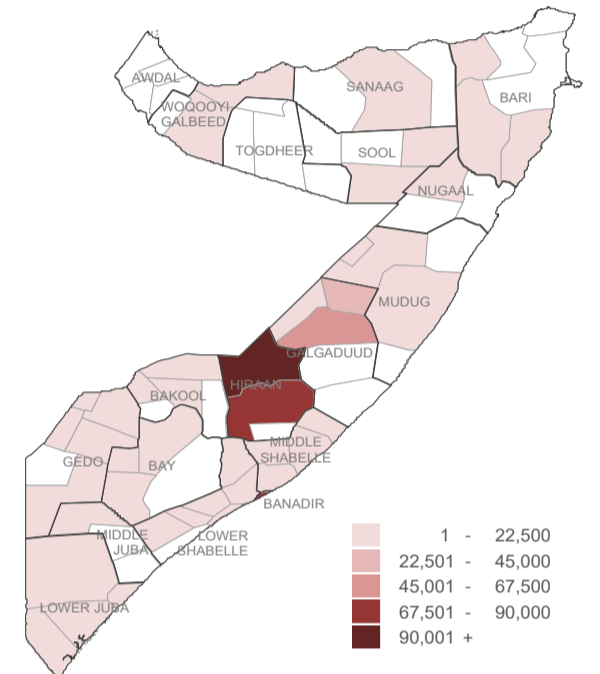 AWDAL
WOQOOYI
GALBEED
SANAAG
BARI
TOGDHEER
SOOL
NUGAAL
MUDUG
GALGADUUD
HIRAAN
BAKOOL
MIDDLE
SHABELLE
GEDO
BAY
BANADIR
MIDDLE
JUBA
LOWER
SHABELLE
LOWER JUBA
1 - 22,500
22,501 - 45,000
45,001 - 67,500
67,501 - 90,000
90,001 +